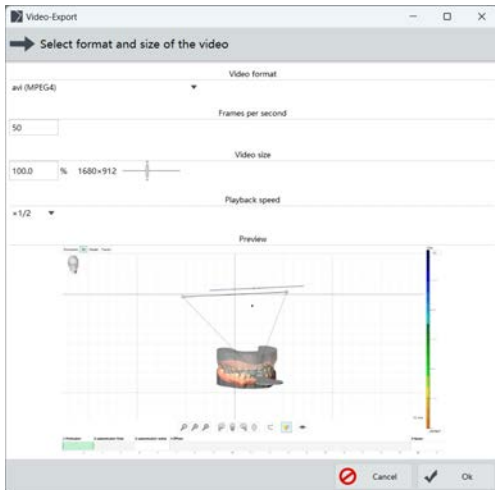 Video-Export
Select format and size of the video
Video format
avi (MPEG4)
Frames per second
50
Video size
100.0 % 1680×912
Playback speed
×1/2
Preview
Cancel Ok